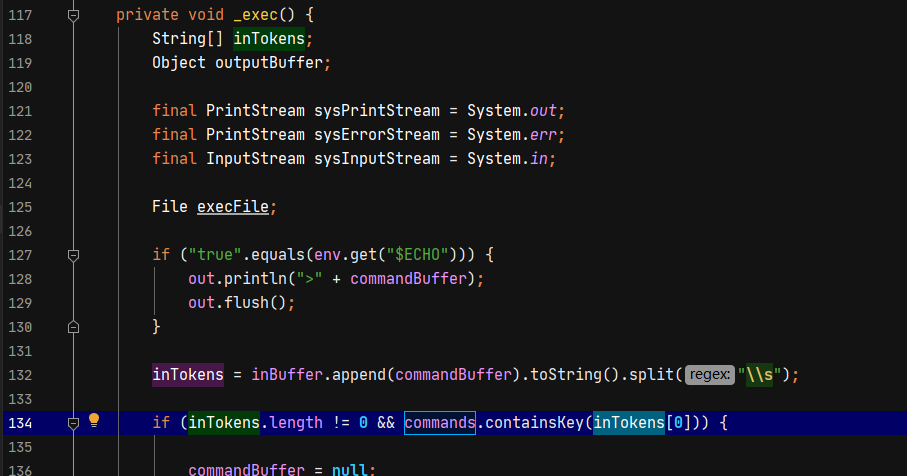 117 private void _exec() {
118 String[] inTokens;
119 Object outputBuffer;
120
121 final PrintStream sysPrintStream = System.out;
122 final PrintStream sysErrorStream = System.err;
123 final InputStream sysInputStream = System.in;
124
125 File execFile;
126
127 if ("true".equals(env.get("$ECHO"))) {
128 out.println(">" + commandBuffer);
129 out.flush();
130 }
131
132 inTokens = inBuffer.append(commandBuffer).toString().split( regex: "\\s");
133
134 if (inTokens.length != 0 && commands.containsKey(inTokens[0])) {
135
136 commandBuffer = null;